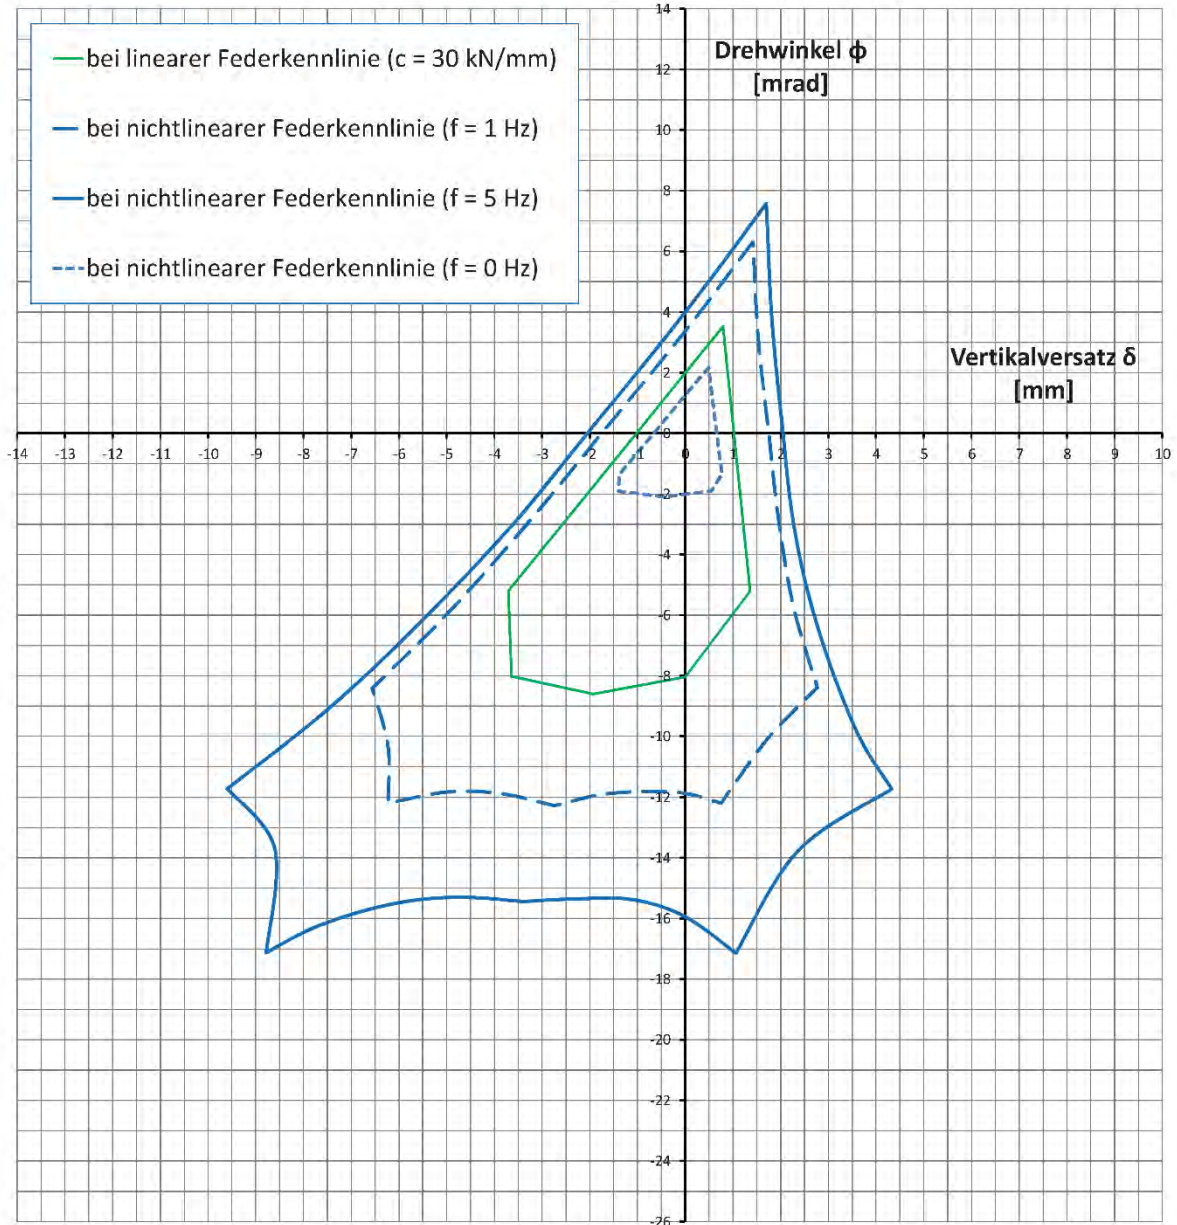 14
bei linearer Federkennlinie (c = 30 kN/mm)
Drehwinkel ф
[mrad]
12
bei nichtlinearer Federkennlinie (f = 1 Hz)
10
bei nichtlinearer Federkennlinie (f = 5 Hz)
8
bei nichtlinearer Federkennlinie (f = 0 Hz)
6
4
Vertikalversatz δ
[mm]
2
0
-14 -13 -12 -11 -10 -9 -8 -7 -6 -5 -4 -3 -2 -1 0 1 2 3 4 5 6 7 8 9 10
-2
-4
-6
-8
-10
-12
-14
-16
-18
-20
-22
-24
-26